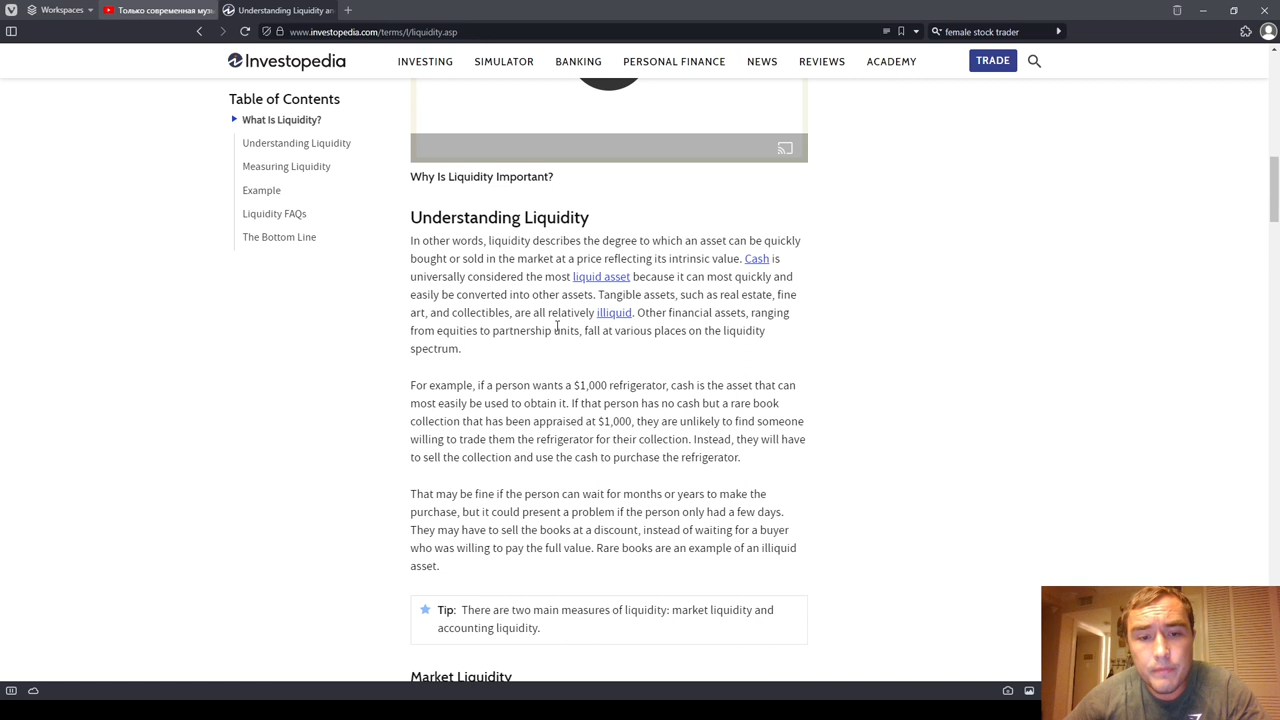 Workspaces
Только современная муз
Understanding Liquidity ar
www.investopedia.com/terms/l/liquidity.asp
female stock trader
Investopedia
INVESTING SIMULATOR BANKING PERSONAL FINANCE NEWS REVIEWS ACADEMY
TRADE
Table of Contents
What Is Liquidity?
Understanding Liquidity
Measuring Liquidity
Example
Liquidity FAQs
The Bottom Line
Why Is Liquidity Important?
Understanding Liquidity
In other words, liquidity describes the degree to which an asset can be quickly
bought or sold in the market at a price reflecting its intrinsic value. Cash is
universally considered the most liquid asset because it can most quickly and
easily be converted into other assets. Tangible assets, such as real estate, fine
art, and collectibles, are all relatively illiquid. Other financial assets, ranging
from equities to partnership units, fall at various places on the liquidity
spectrum.
For example, if a person wants a $1,000 refrigerator, cash is the asset that can
most easily be used to obtain it. If that person has no cash but a rare book
collection that has been appraised at $1,000, they are unlikely to find someone
willing to trade them the refrigerator for their collection. Instead, they will have
to sell the collection and use the cash to purchase the refrigerator.
That may be fine if the person can wait for months or years to make the
purchase, but it could present a problem if the person only had a few days.
They may have to sell the books at a discount, instead of waiting for a buyer
who was willing to pay the full value. Rare books are an example of an illiquid
asset.
Tip: There are two main measures of liquidity: market liquidity and
accounting liquidity.
Market Liquidity